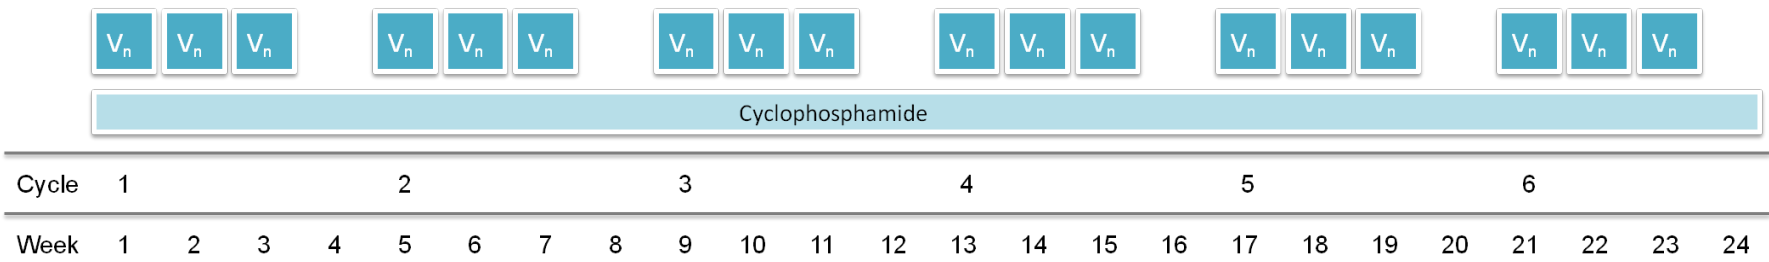 Vn Vn Vn Vn Vn Vn Vn Vn Vn Vn Vn Vn Vn Vn Vn Vn Vn Vn
Cyclophosphamide
Cycle 1 2 3 4 5 6
Week 1 2 3 4 5 6 7 8 9 10 11 12 13 14 15 16 17 18 19 20 21 22 23 24